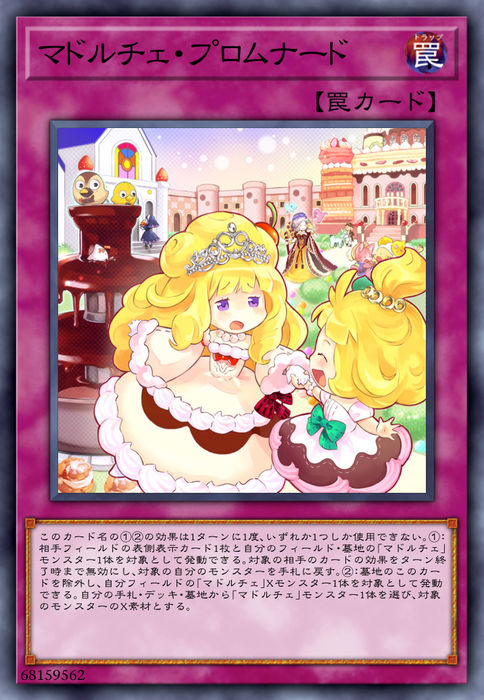 マドルチェ・プロムナード
トラップ
罠
【罠カード】
このカード名の①②の効果は1ターンに1度、いずれか1つしか使用できない。①：
相手フィールドの表側表示カード1枚と自分のフィールド・墓地の「マドルチェ」
モンスター1体を対象として発動できる。対象の相手のカードの効果をターン終
了時まで無効にし、対象の自分のモンスターを手札に戻す。②：墓地のこのカー
ドを除外し、自分フィールドの「マドルチェ」Xモンスター1体を対象として発動
できる。自分の手札・デッキ・墓地から「マドルチェ」モンスター1体を選び、対象
のモンスターのX素材とする。
68159562